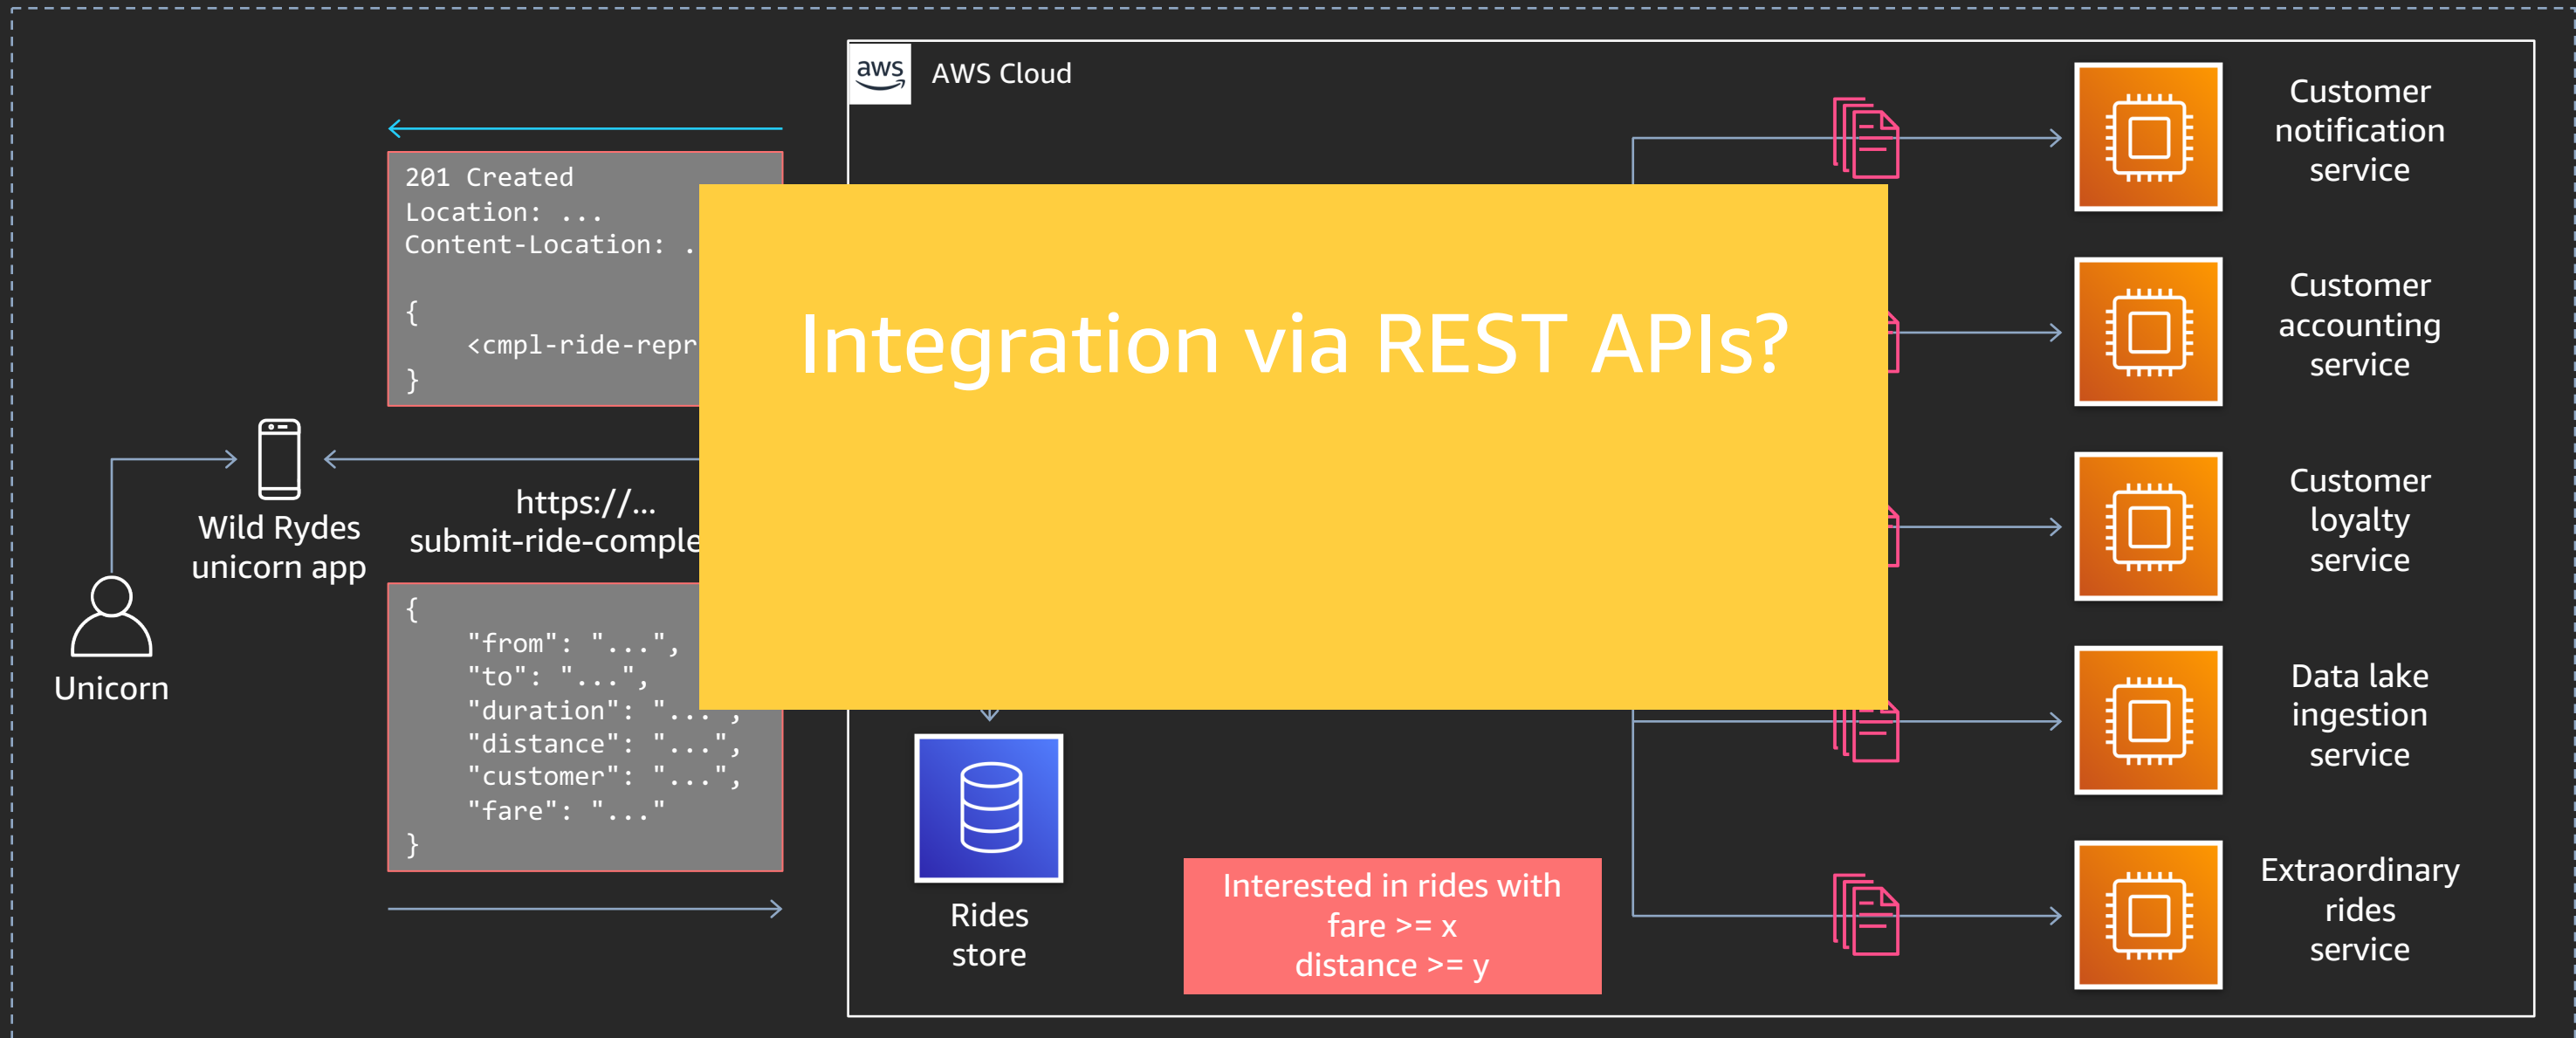 aws
AWS Cloud
201 Created
Location: ...
Content-Location: .
{
<cmpl-ride-repr
}
Integration via REST APIs?
https://...
submit-ride-comple
Wild Rydes
unicorn app
Unicorn
{
"from": "...",
"to": "...",
"duration": "...",
"distance": "...",
"customer": "...",
"fare": "..."
}
Rides
store
Interested in rides with
fare >= x
distance >= y
Customer
notification
service
Customer
accounting
service
Customer
loyalty
service
Data lake
ingestion
service
Extraordinary
rides
service